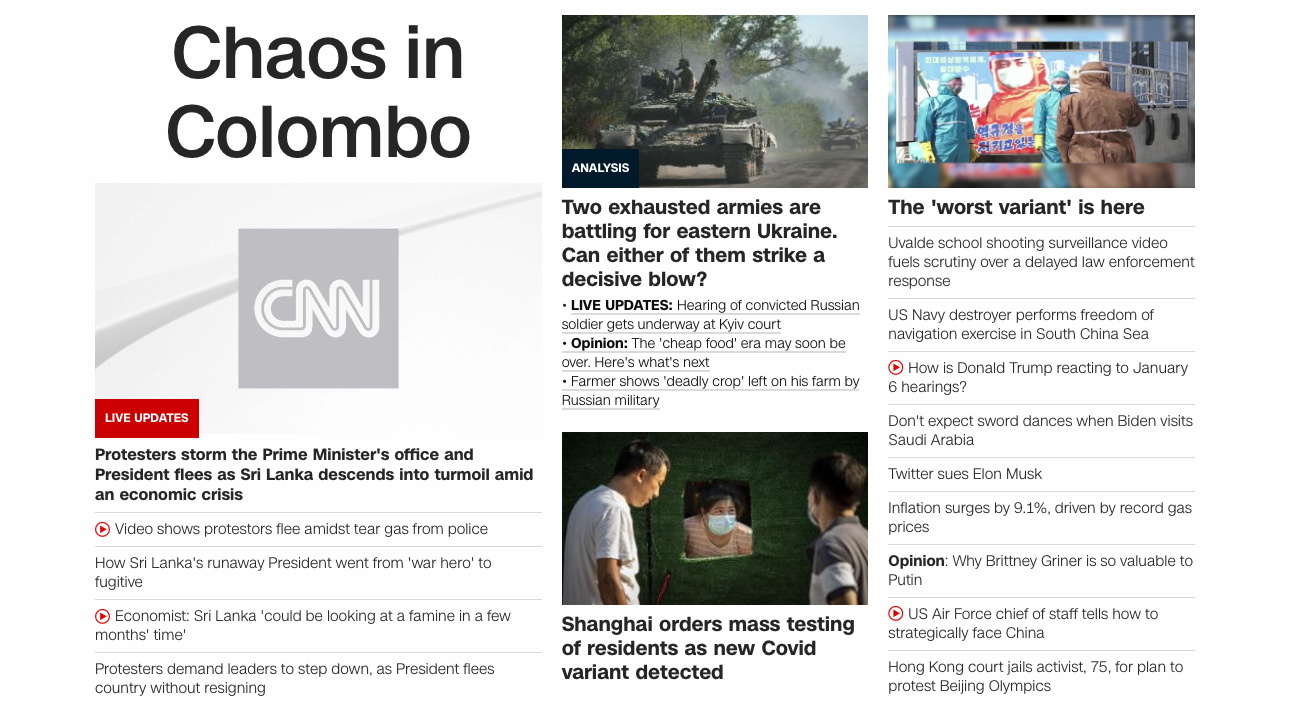 Chaos in
Colombo
CNN
LIVE UPDATES
Protesters storm the Prime Minister's office and
President flees as Sri Lanka descends into turmoil amid
an economic crisis
Video shows protestors flee amidst tear gas from police
How Sri Lanka's runaway President went from 'war hero' to
fugitive
Economist: Sri Lanka 'could be looking at a famine in a few
months' time'
Protesters demand leaders to step down, as President flees
country without resigning
ANALYSIS
Two exhausted armies are
battling for eastern Ukraine.
Can either of them strike a
decisive blow?
• LIVE UPDATES: Hearing of convicted Russian
soldier gets underway at Kyiv court
• Opinion: The 'cheap food' era may soon be
over. Here's what's next
• Farmer shows 'deadly crop' left on his farm by
Russian military
Shanghai orders mass testing
of residents as new Covid
variant detected
The 'worst variant' is here
Uvalde school shooting surveillance video
fuels scrutiny over a delayed law enforcement
response
US Navy destroyer performs freedom of
navigation exercise in South China Sea
How is Donald Trump reacting to January
6 hearings?
Don't expect sword dances when Biden visits
Saudi Arabia
Twitter sues Elon Musk
Inflation surges by 9.1%, driven by record gas
prices
Opinion: Why Brittney Griner is so valuable to
Putin
US Air Force chief of staff tells how to
strategically face China
Hong Kong court jails activist, 75, for plan to
protest Beijing Olympics